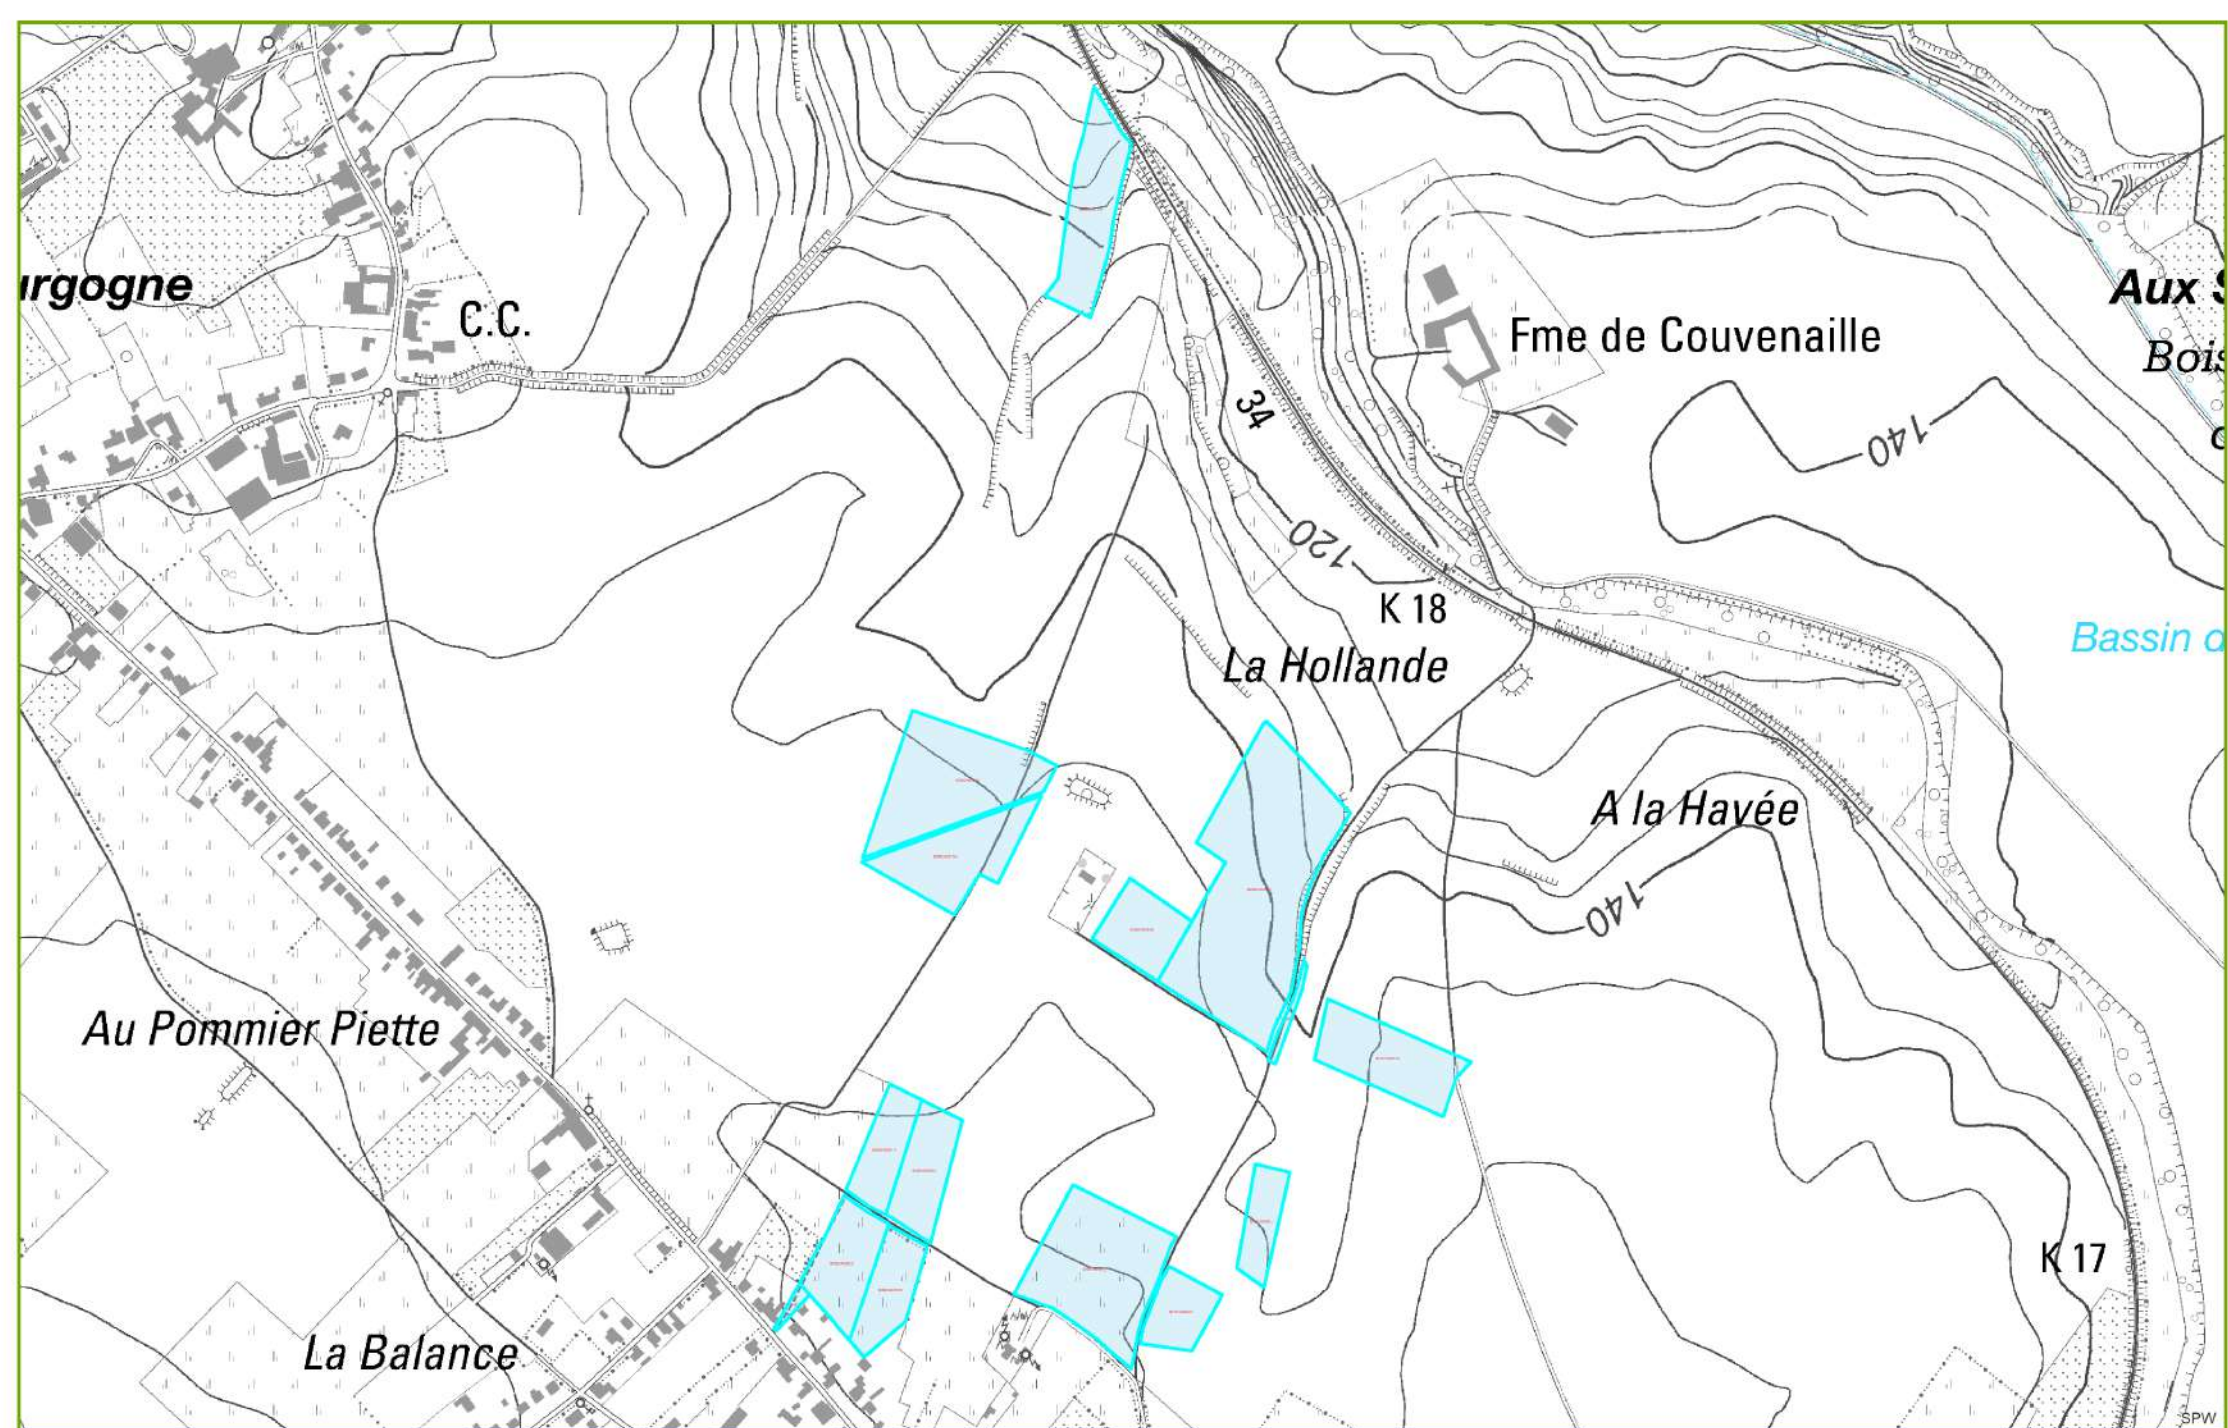 urgogne
C.C.
Fme de Couvenaille
Aux S
Bois
140
34
120
K 18
La Hollande
Bassin d
A la Havée
140
Au Pommier Piette
K 17
La Balance
SPW